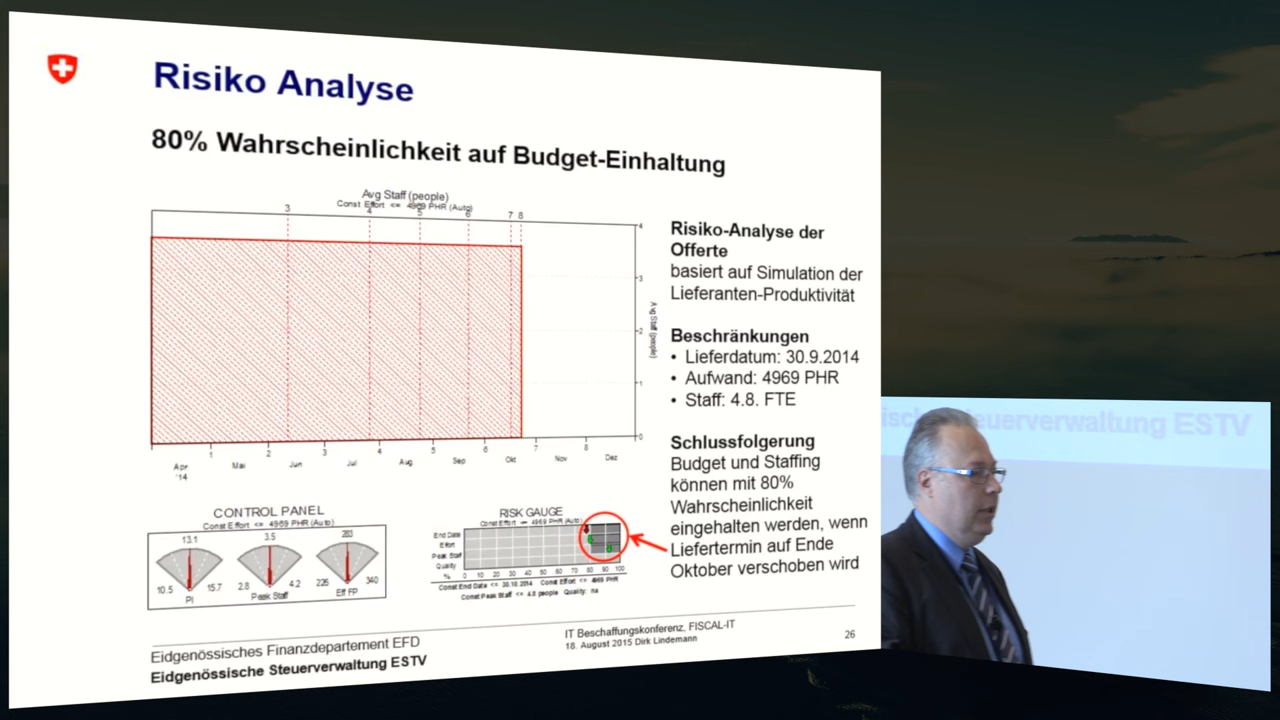 Risiko Analyse
80% Wahrscheinlichkeit auf Budget-Einhaltung
Avg Staff (people)
Const Effort <= 4969 PHR (Auto)
3 4 5 6 7 8
4
3
2
1
0
Avg Staff (people)
1 2 3 4 5 6 7 8
Apr Mai Jun Jul Aug Sep Okt Nov Dez
'14
Risiko-Analyse der
Offerte
basiert auf Simulation der
Lieferanten-Produktivität
Beschränkungen
• Lieferdatum: 30.9.2014
• Aufwand: 4969 PHR
• Staff: 4.8. FTE
Schlussfolgerung
Budget und Staffing
können mit 80%
Wahrscheinlichkeit
eingehalten werden, wenn
Liefertermin auf Ende
Oktober verschoben wird
CONTROL PANEL
Const Effort <= 4969 PHR (Auto)
13.1 3.5 283
10.5 15.7 2.8 4.2 226 340
PI Peak Staff Eff FP
RISK GAUGE
Const Effort <= 4969 PHR (Auto)
End Date
Effort
Peak Staff
Quality
% 0 10 20 30 40 50 60 70 80 90 100
Const End Date <= 30.10.2014 Const Effort <= 4969 PHR
Const Peak Staff <= 4.8 people Quality: na
Eidgenössisches Finanzdepartement EFD
Eidgenössische Steuerverwaltung ESTV
IT Beschaffungskonferenz, FISCAL-IT
18. August 2015 Dirk Lindemann
26
Steuerverwaltung ESTV